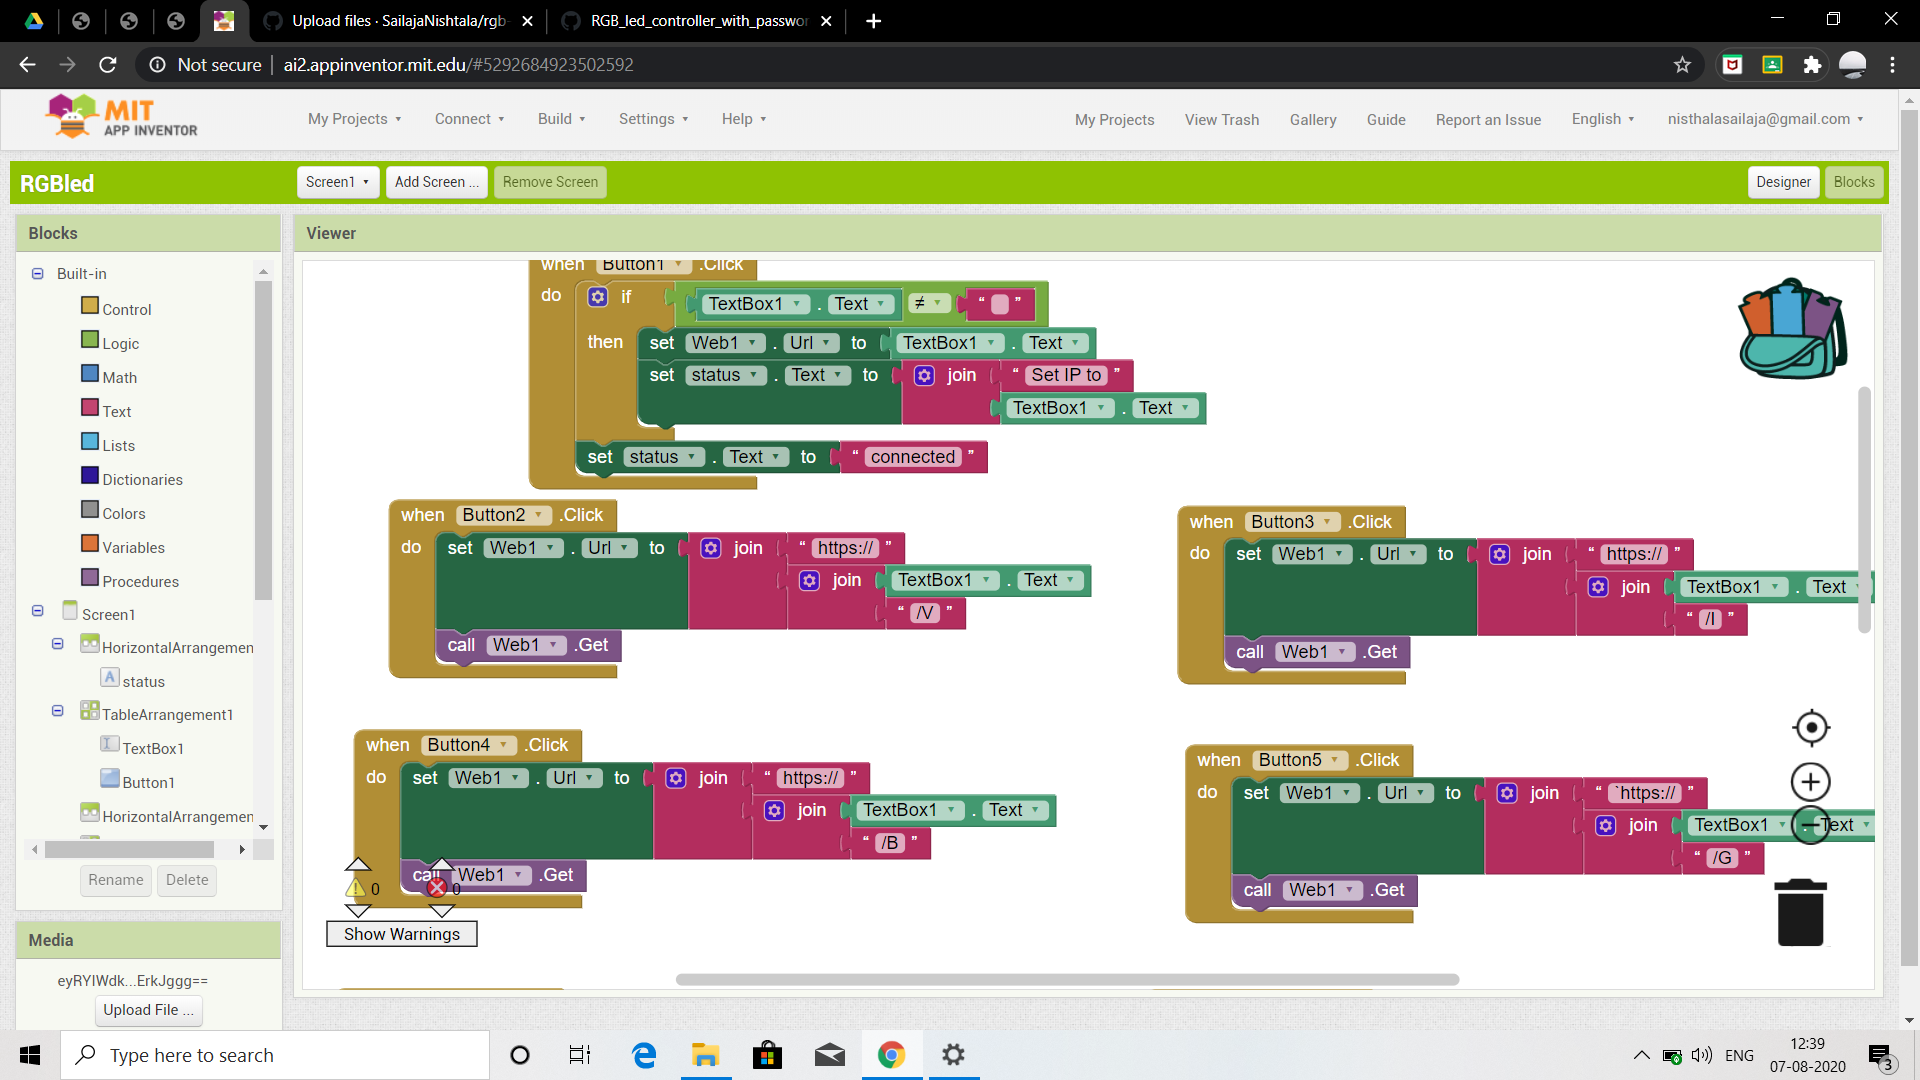 Upload files · SailajaNishtala/rgb-
RGB_led_controller_with_passwor
Not secure
ai2.appinventor.mit.edu/#5292684923502592
MIT
APP INVENTOR
My Projects
Connect
Build
Settings
Help
My Projects
View Trash
Gallery
Guide
Report an Issue
English
nisthalasailaja@gmail.com
RGBled
Screen1
Add Screen ...
Remove Screen
Designer
Blocks
Blocks
Viewer
Built-in
Control
Logic
Math
Text
Lists
Dictionaries
Colors
Variables
Procedures
Screen1
HorizontalArrangemen
status
TableArrangement1
TextBox1
Button1
HorizontalArrangemen
Rename
Delete
Media
eyRYIWdk...ErkJggg==
Upload File ...
when Button1 .Click
do if TextBox1 . Text ≠ “ ”
then set Web1 . Url to TextBox1 . Text
set status . Text to join “ Set IP to ”
TextBox1 . Text
set status . Text to “ connected ”
when Button2 .Click
do set Web1 . Url to join “ https:// ”
join TextBox1 . Text
“ /V ”
call Web1 .Get
when Button3 .Click
do set Web1 . Url to join “ https:// ”
join TextBox1 . Text
“ /I ”
call Web1 .Get
when Button4 .Click
do set Web1 . Url to join “ https:// ”
join TextBox1 . Text
“ /B ”
call Web1 .Get
when Button5 .Click
do set Web1 . Url to join “ `https:// ”
join TextBox1 . Text
“ /G ”
call Web1 .Get
0 0
Show Warnings
Type here to search
ENG
12:39
07-08-2020
3